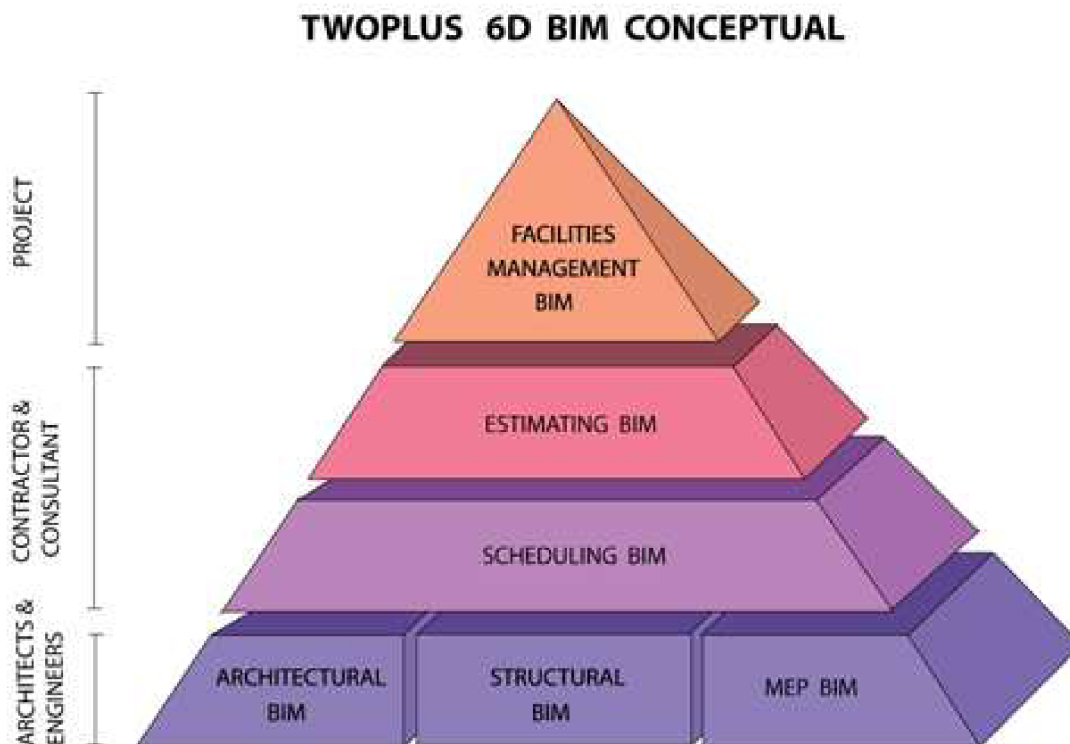 TWOPLUS 6D BIM CONCEPTUAL
PROJECT
FACILITIES
MANAGEMENT
BIM
CONTRACTOR &
CONSULTANT
ESTIMATING BIM
SCHEDULING BIM
ARCHITECTS &
ENGINEERS
ARCHITECTURAL
BIM
STRUCTURAL
BIM
MEP BIM